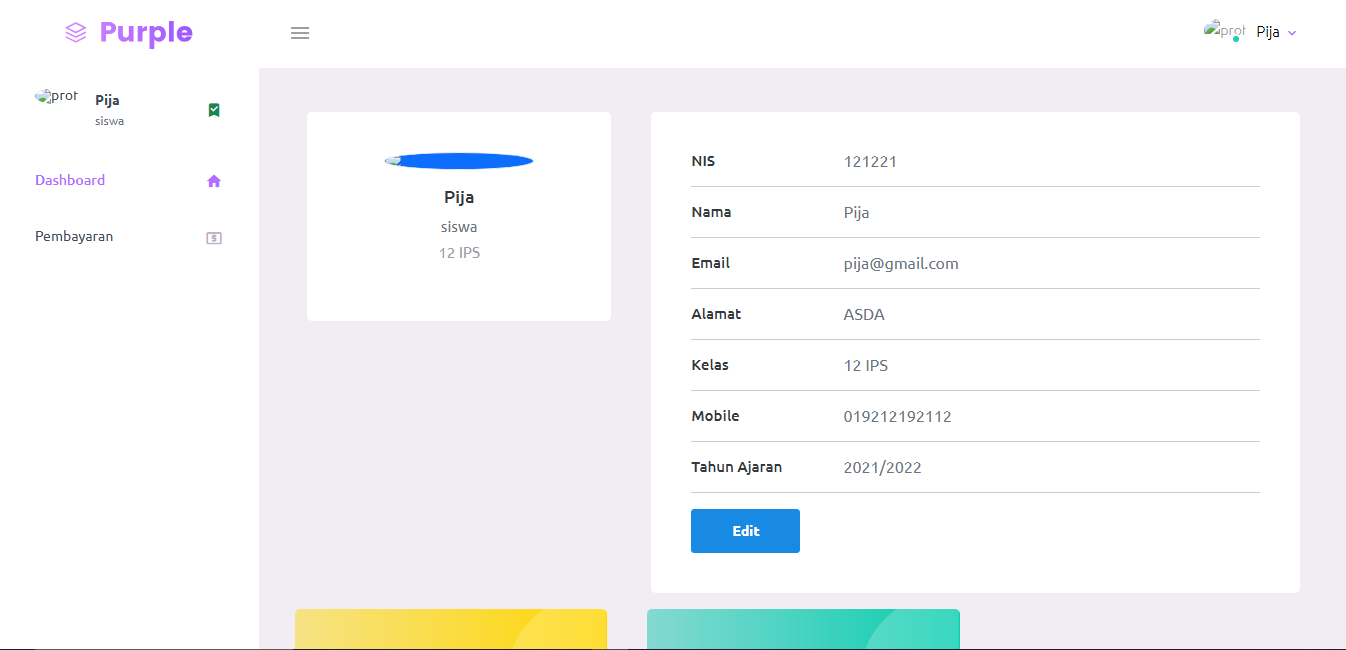 Purple
prof
Pija
prof
Pija
siswa
Dashboard
Pembayaran
Pija
siswa
12 IPS
NIS 121221
Nama Pija
Email pija@gmail.com
Alamat ASDA
Kelas 12 IPS
Mobile 019212192112
Tahun Ajaran 2021/2022
Edit